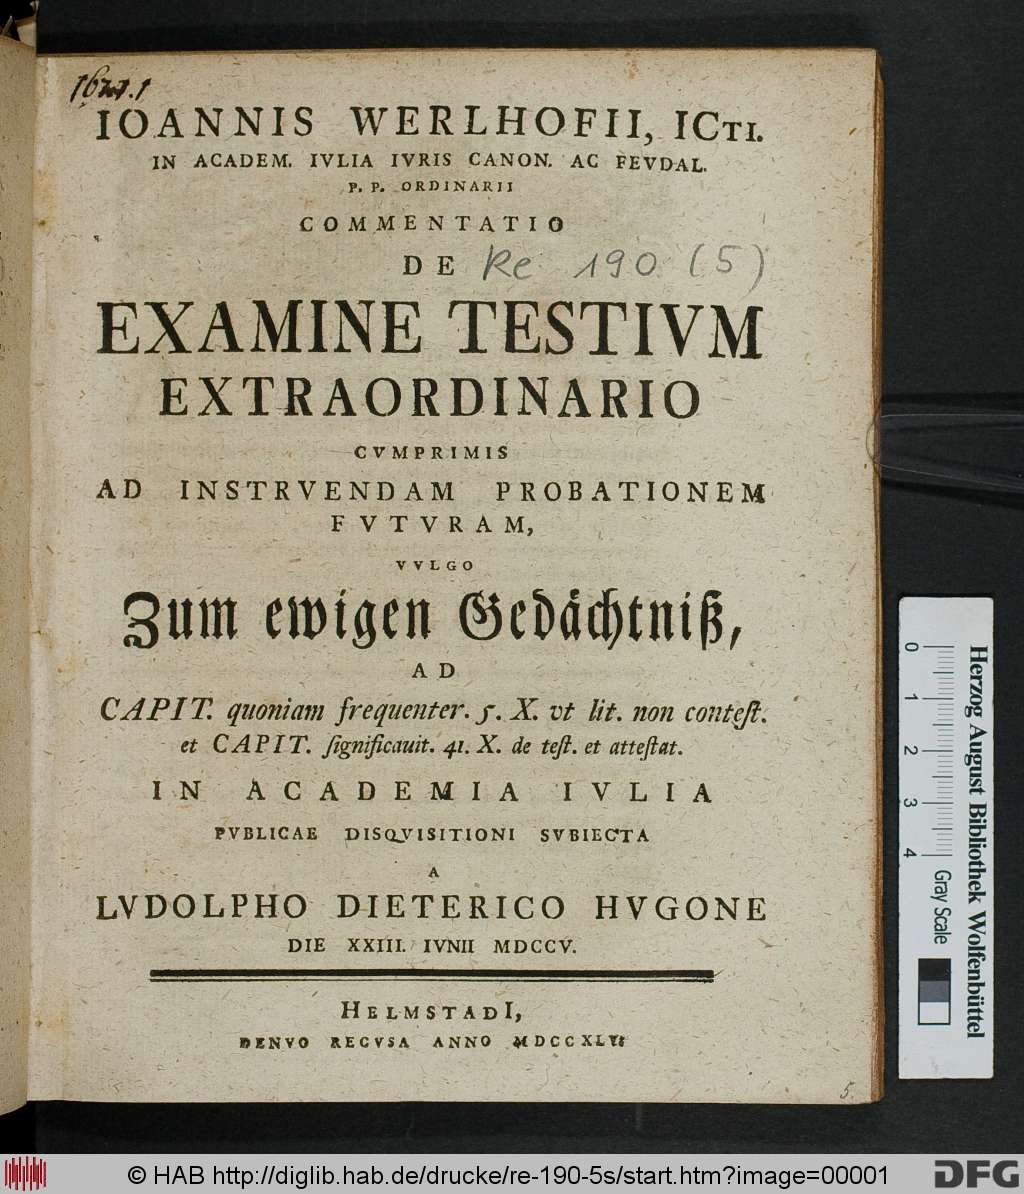 IOANNIS WERLHOFII, ICTI.
IN ACADEM. IVLIA IVRIS CANON. AC FEVDAL.
P. P. ORDINARII
COMMENTATIO
DE
Re 190 (5)
EXAMINE TESTIVM
EXTRAORDINARIO
CVMPRIMIS
AD INSTRVENDAM PROBATIONEM
FVTVRAM,
VVLGO
Zum ewigen Gedächtniß,
AD
CAPIT. quoniam frequenter. 5. X. vt lit. non conteſt.
et CAPIT. ſignificauit. 41. X. de teſt. et atteſtat.
IN ACADEMIA IVLIA
PVBLICAE DISQVISITIONI SVBIECTA
A
LVDOLPHO DIETERICO HVGONE
DIE XXIII. IVNII MDCCV.
HELMSTADI,
DENVO RECVSA ANNO
5.
0 1 2 3 4
Gray Scale
Herzog August Bibliothek Wolfenbüttel
© HAB http://diglib.hab.de/drucke/re-190-5s/start.htm?image=00001
DFG